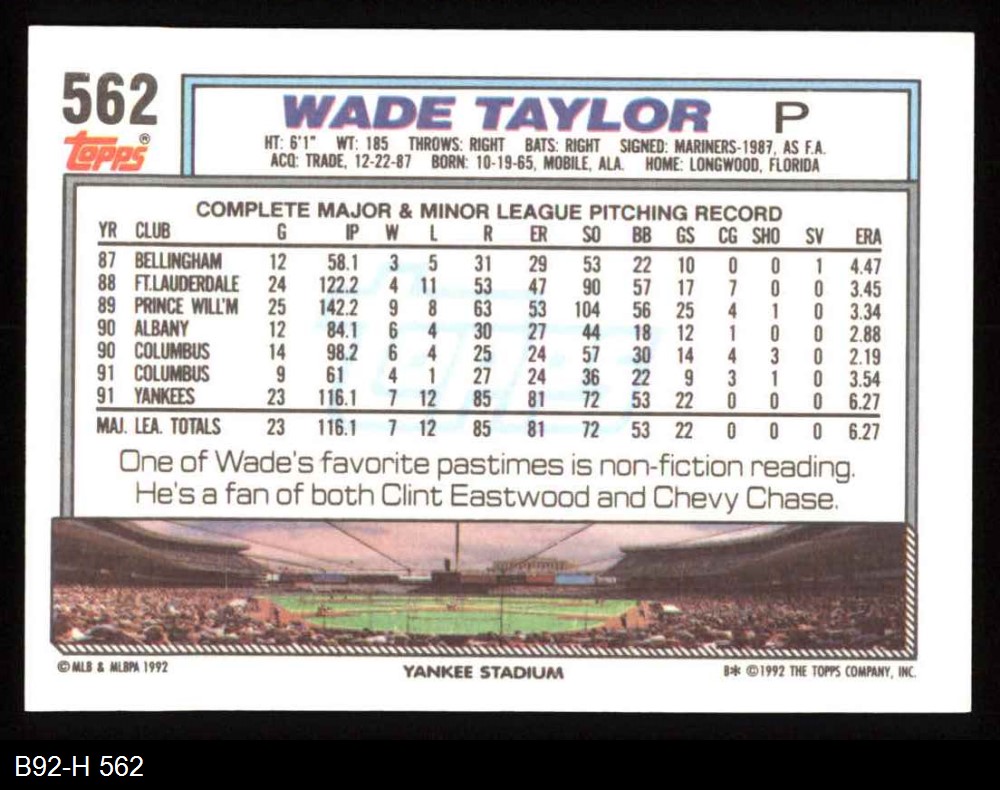 562
Topps®
WADE TAYLOR P
HT: 6'1" WT: 185 THROWS: RIGHT BATS: RIGHT SIGNED: MARINERS-1987, AS F.A.
ACQ: TRADE, 12-22-87 BORN: 10-19-65, MOBILE, ALA. HOME: LONGWOOD, FLORIDA
COMPLETE MAJOR & MINOR LEAGUE PITCHING RECORD
YR CLUB G IP W L R ER SO BB GS CG SHO SV ERA
87 BELLINGHAM 12 58.1 3 5 31 29 53 22 10 0 0 1 4.47
88 FT.LAUDERDALE 24 122.2 4 11 53 47 90 57 17 7 0 0 3.45
89 PRINCE WILL'M 25 142.2 9 8 63 53 104 56 25 4 1 0 3.34
90 ALBANY 12 84.1 6 4 30 27 44 18 12 1 0 0 2.88
90 COLUMBUS 14 98.2 6 4 25 24 57 30 14 4 3 0 2.19
91 COLUMBUS 9 61 4 1 27 24 36 22 9 3 1 0 3.54
91 YANKEES 23 116.1 7 12 85 81 72 53 22 0 0 0 6.27
MAJ. LEA. TOTALS 23 116.1 7 12 85 81 72 53 22 0 0 0 6.27
One of Wade's favorite pastimes is non-fiction reading.
He's a fan of both Clint Eastwood and Chevy Chase.
© MLB & MLBPA 1992 YANKEE STADIUM B* ©1992 THE TOPPS COMPANY, INC.
B92-H 562